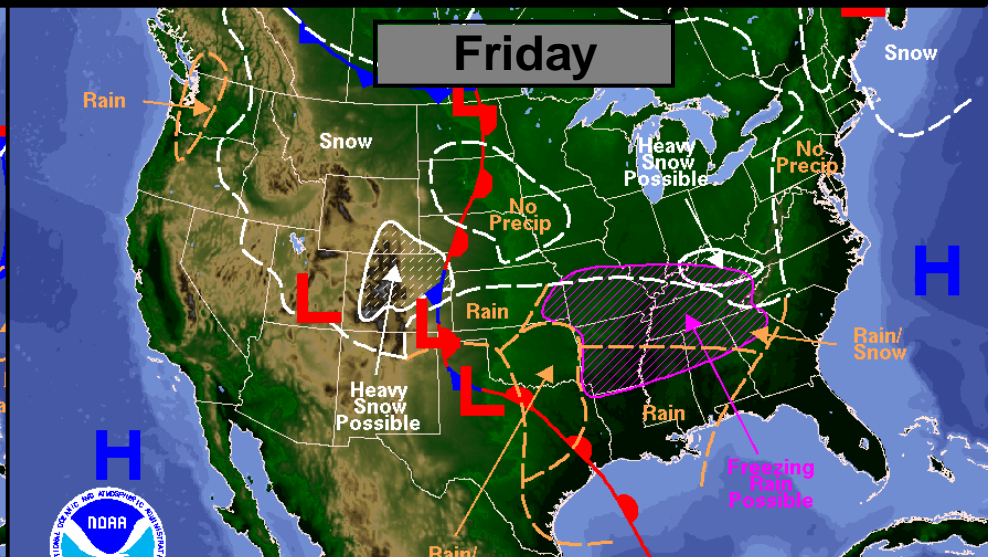 Friday
Snow
Rain
Snow
Heavy
Snow
Possible
No
Precip
No
Precip
H
L
L
L
L
Rain
Rain/
Snow
Heavy
Snow
Possible
Rain
H
Freezing
Rain
Possible
NOAA
Rain/